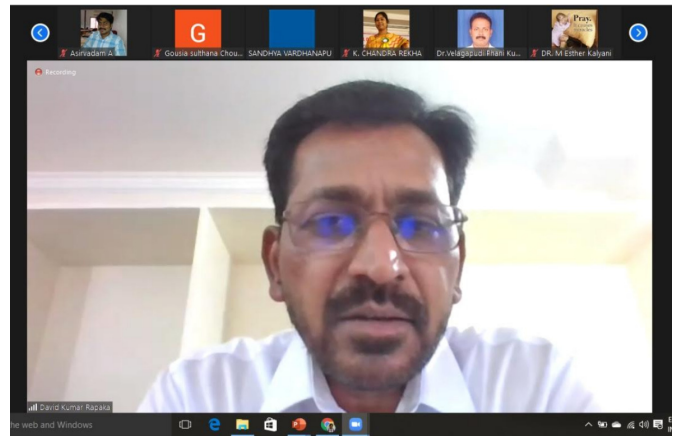 G
Pray.
Asirvadam A A
Gousia sulthana Chou...
SANDHYA VARDHANAPU
K. CHANDRA REKHA
Dr.Velagapudi Phani Ku...
DR. M Esther Kalyani
Recording
David Kumar Rapaka
he web and Windows